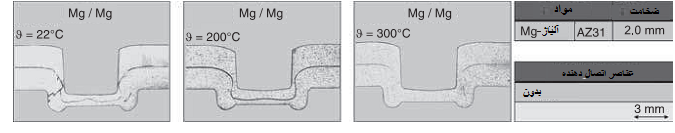 Mg / Mg
ϑ = 22°C
Mg / Mg
ϑ = 200°C
Mg / Mg
ϑ = 300°C
مواد ضخامت
آلیاژ-Mg AZ31 2,0 mm
عناصر اتصال دهنده
بدون
3 mm